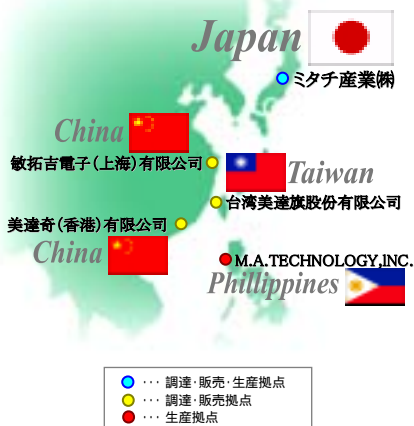 Japan
ミタチ産業㈱
China
敏拓吉電子(上海)有限公司
Taiwan
台湾美達旗股份有限公司
美達奇(香港)有限公司
China
M.A.TECHNOLOGY,INC.
Phillippines
･･･ 調達･販売･生産拠点
･･･ 調達･販売拠点
･･･ 生産拠点